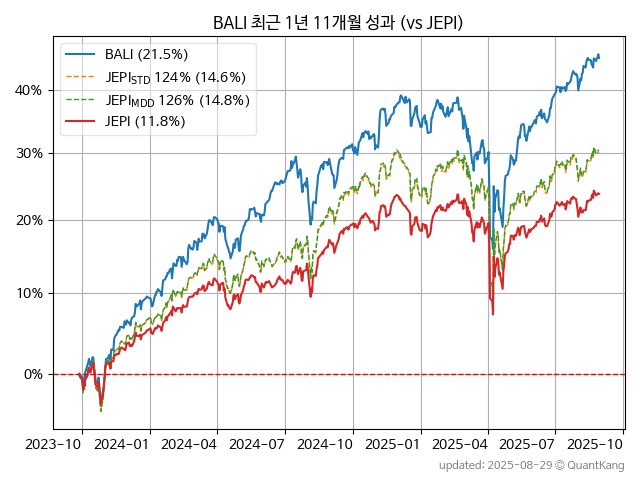 BALI 최근 1년 11개월 성과 (vs JEPI)
BALI (21.5%)
JEPISTD 124% (14.6%)
JEPIMDD 126% (14.8%)
JEPI (11.8%)
40%
30%
20%
10%
0%
2023-10 2024-01 2024-04 2024-07 2024-10 2025-01 2025-04 2025-07 2025-10
updated: 2025-08-29 © QuantKang